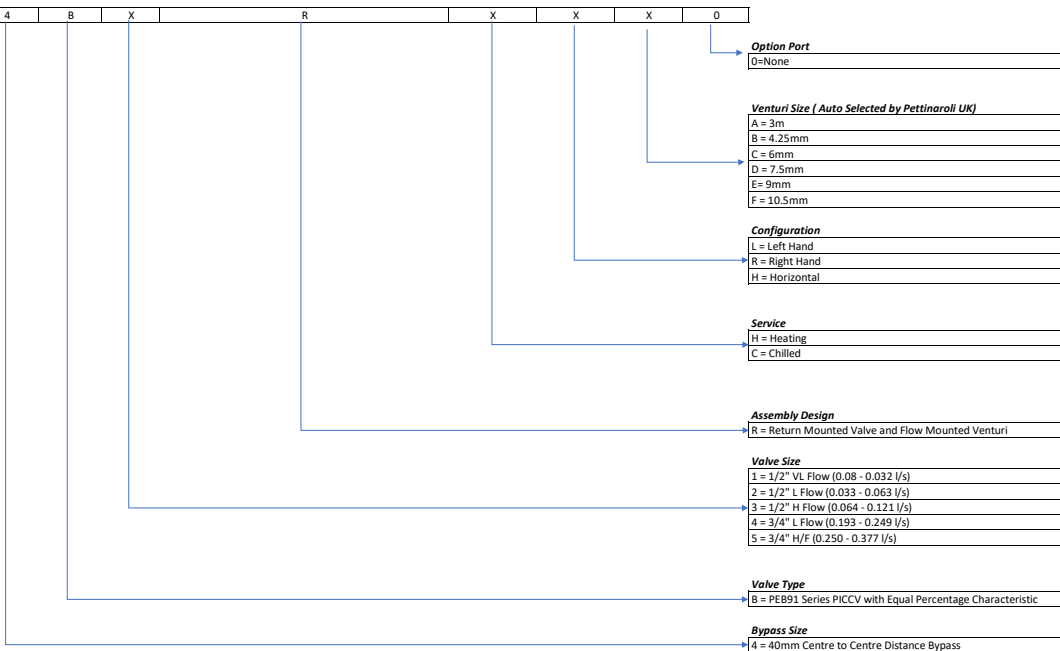 4 B X R X X X 0
Option Port
0=None
Venturi Size ( Auto Selected by Pettinaroli UK)
A = 3m
B = 4.25mm
C = 6mm
D = 7.5mm
E= 9mm
F = 10.5mm
Configuration
L = Left Hand
R = Right Hand
H = Horizontal
Service
H = Heating
C = Chilled
Assembly Design
R = Return Mounted Valve and Flow Mounted Venturi
Valve Size
1 = 1/2" VL Flow (0.08 - 0.032 l/s)
2 = 1/2" L Flow (0.033 - 0.063 l/s)
3 = 1/2" H Flow (0.064 - 0.121 l/s)
4 = 3/4" L Flow (0.193 - 0.249 l/s)
5 = 3/4" H/F (0.250 - 0.377 l/s)
Valve Type
B = PEB91 Series PICCV with Equal Percentage Characteristic
Bypass Size
4 = 40mm Centre to Centre Distance Bypass